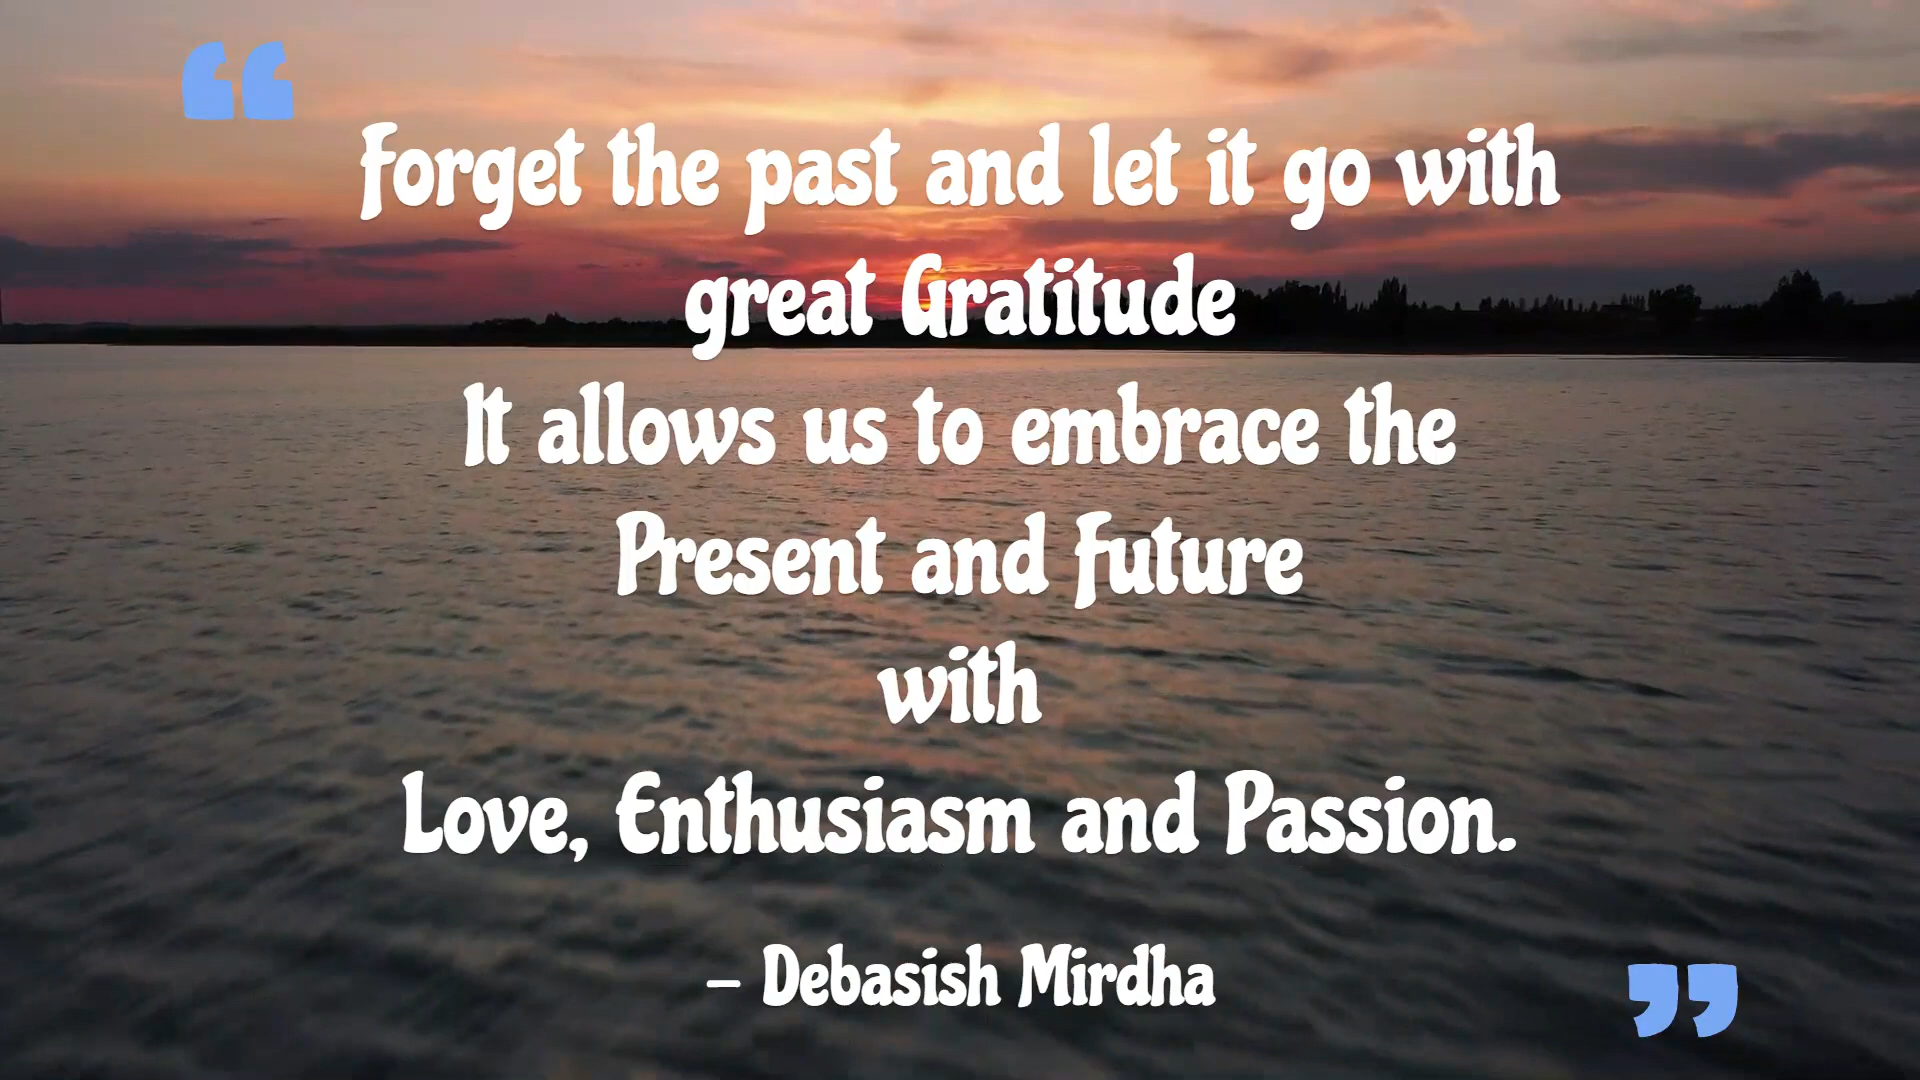 “
Forget the past and let it go with
great Gratitude
It allows us to embrace the
Present and Future
with
Love, Enthusiasm and Passion.
– Debasish Mirdha
”